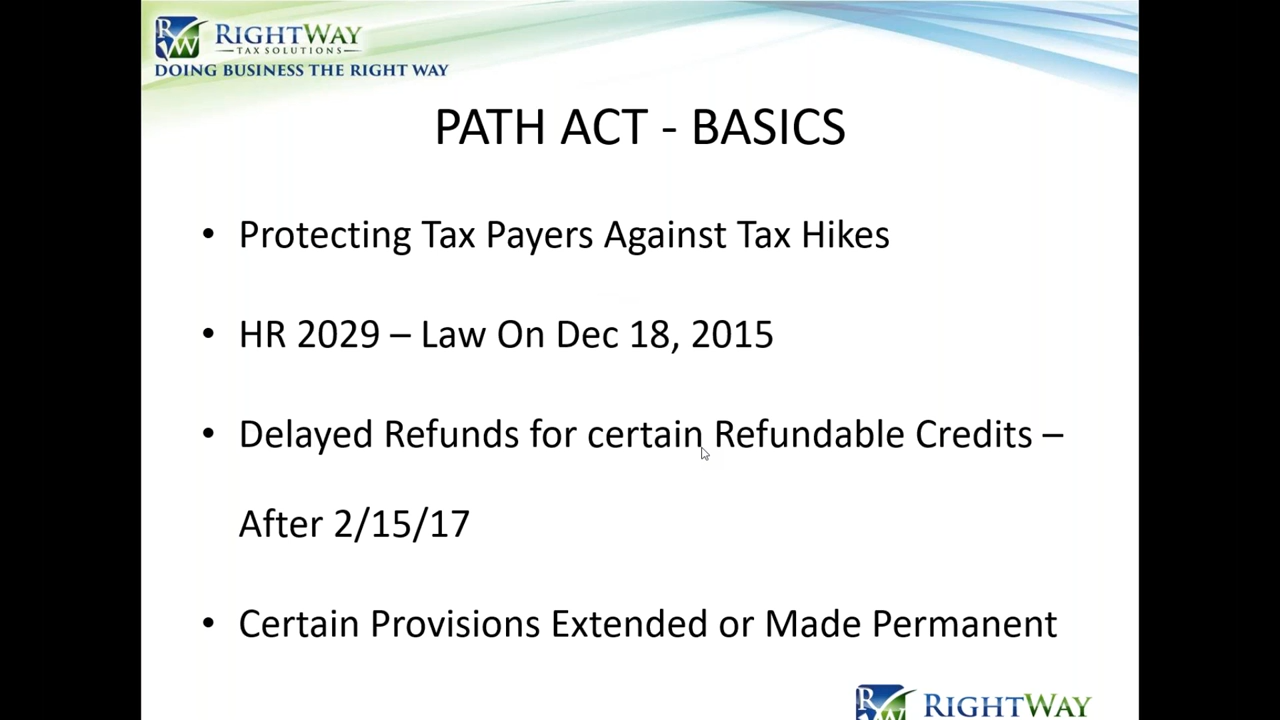 RW RIGHTWAY
TAX SOLUTIONS
DOING BUSINESS THE RIGHT WAY
PATH ACT - BASICS
• Protecting Tax Payers Against Tax Hikes
• HR 2029 – Law On Dec 18, 2015
• Delayed Refunds for certain Refundable Credits –
After 2/15/17
• Certain Provisions Extended or Made Permanent
RW RIGHTWAY